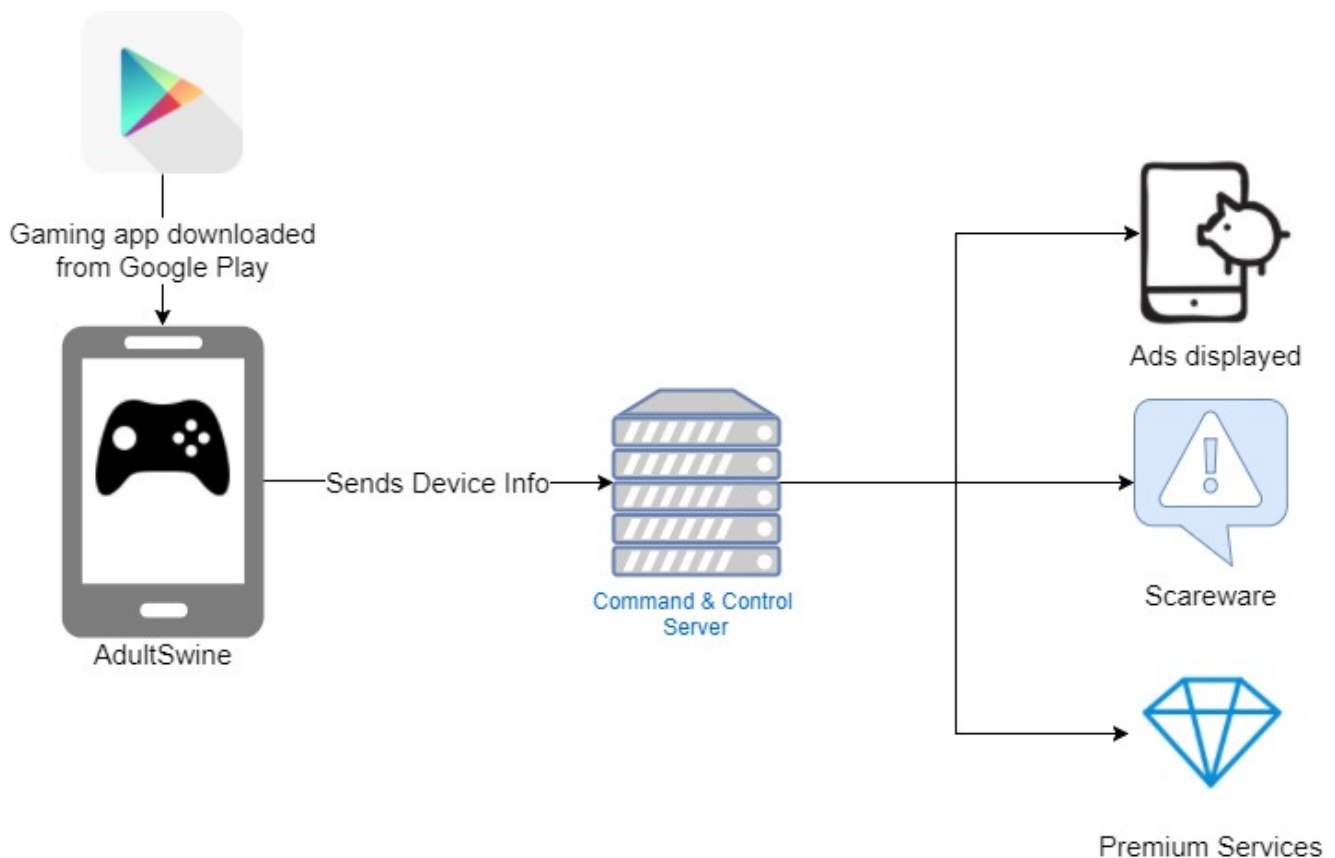 Gaming app downloaded
from Google Play
AdultSwine
Sends Device Info
Command & Control
Server
Ads displayed
Scareware
Premium Services